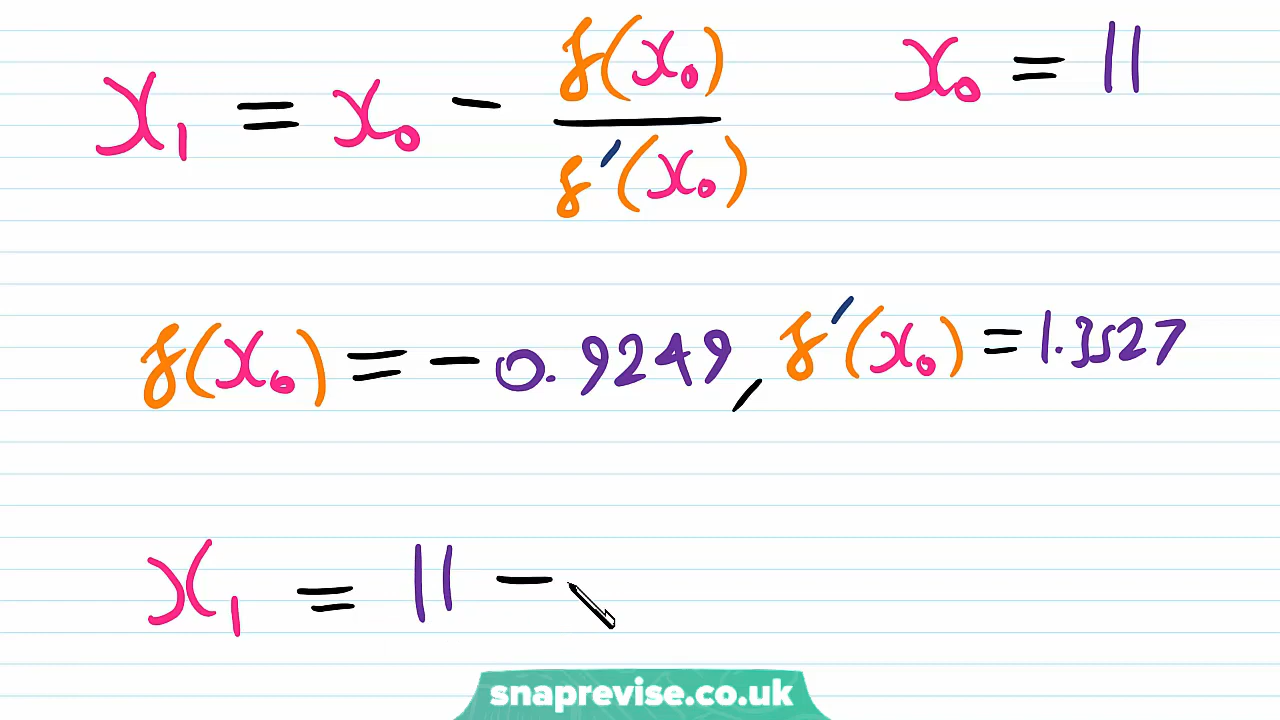 x₁ = x₀ - f(x₀) / f'(x₀)    x₀ = 11
f(x₀) = - 0.9249, f'(x₀) = 1.3527
x₁ = 11 -
snaprevise.co.uk